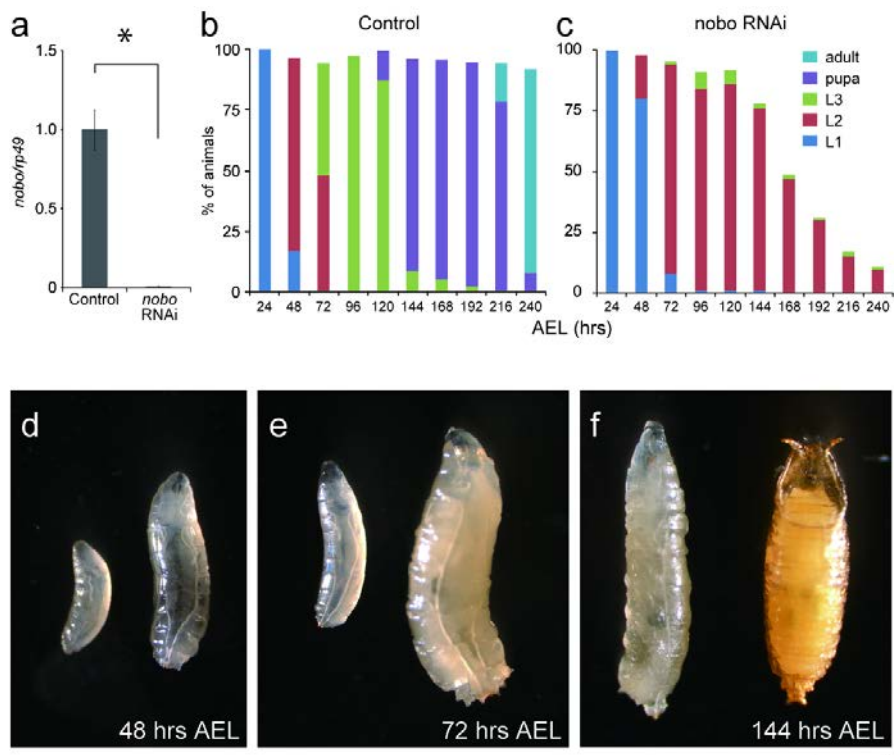 a
*
nobo/rp49
1.5
1.0
0.5
0
Control
nobo
RNAi
b
Control
% of animals
100
75
50
25
0
24 48 72 96 120 144 168 192 216 240
AEL (hrs)
c
nobo RNAi
100
75
50
25
0
24 48 72 96 120 144 168 192 216 240
adult
pupa
L3
L2
L1
d
48 hrs AEL
e
72 hrs AEL
f
144 hrs AEL